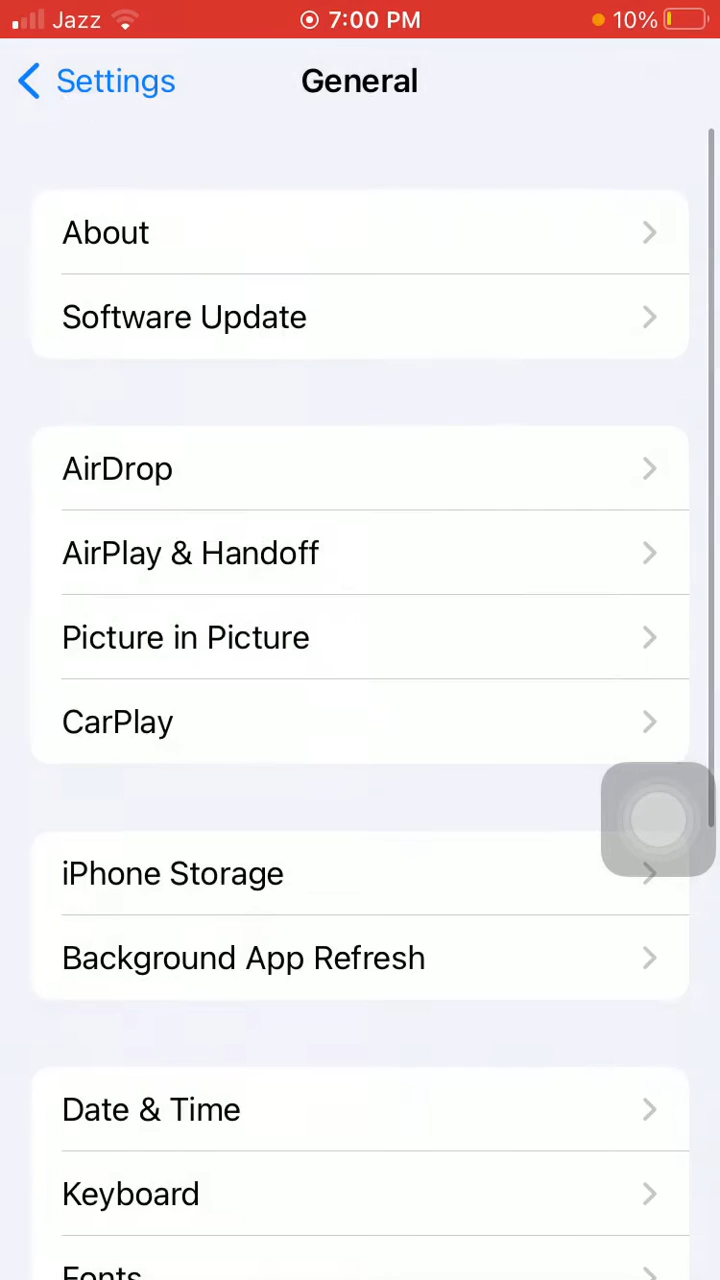 Jazz 7:00 PM 10%
Settings General
About
Software Update
AirDrop
AirPlay & Handoff
Picture in Picture
CarPlay
iPhone Storage
Background App Refresh
Date & Time
Keyboard
Fonts